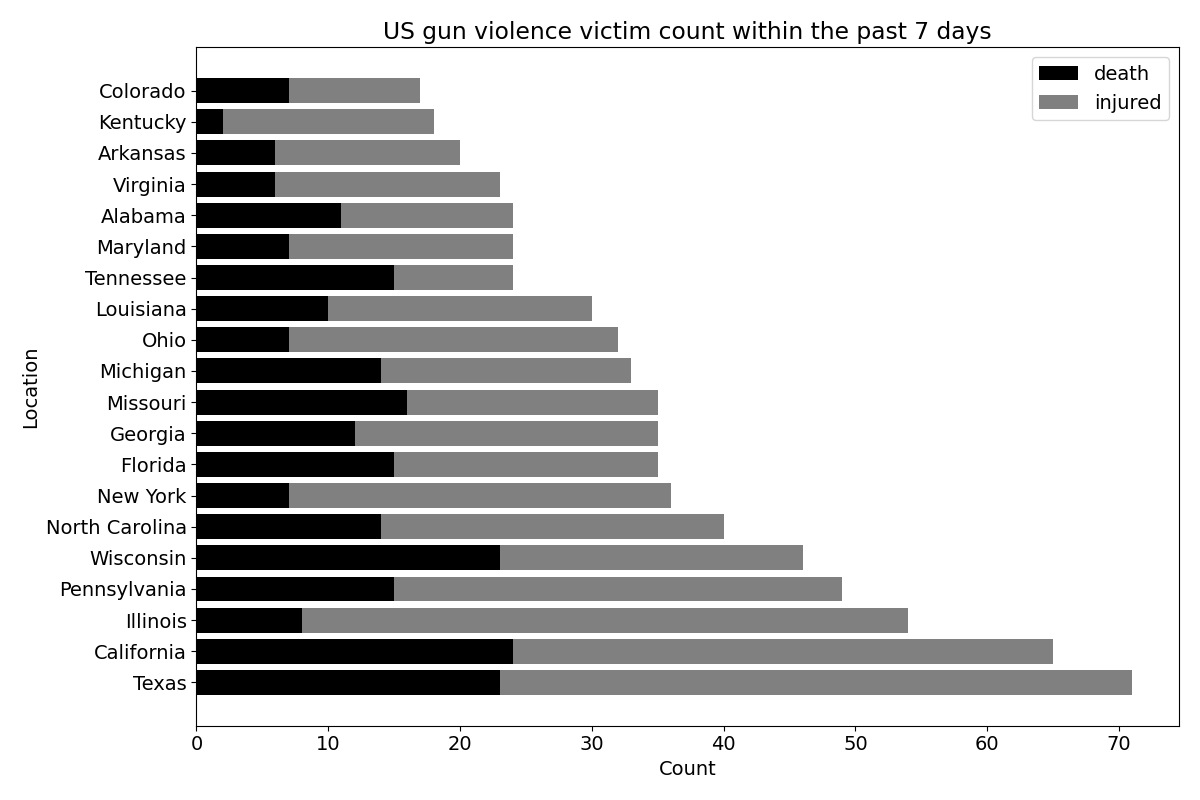 US gun violence victim count within the past 7 days
death
injured
Location
Colorado
Kentucky
Arkansas
Virginia
Alabama
Maryland
Tennessee
Louisiana
Ohio
Michigan
Missouri
Georgia
Florida
New York
North Carolina
Wisconsin
Pennsylvania
Illinois
California
Texas
0 10 20 30 40 50 60 70
Count